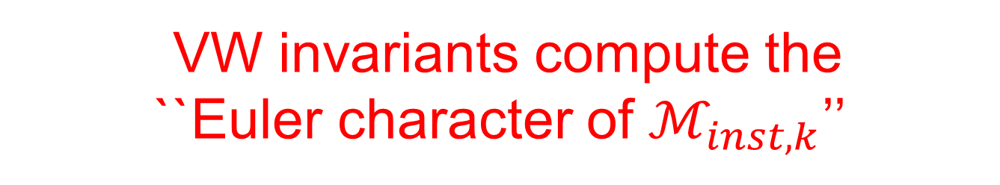 VW invariants compute the
``Euler character of ℳ_{inst,k}”